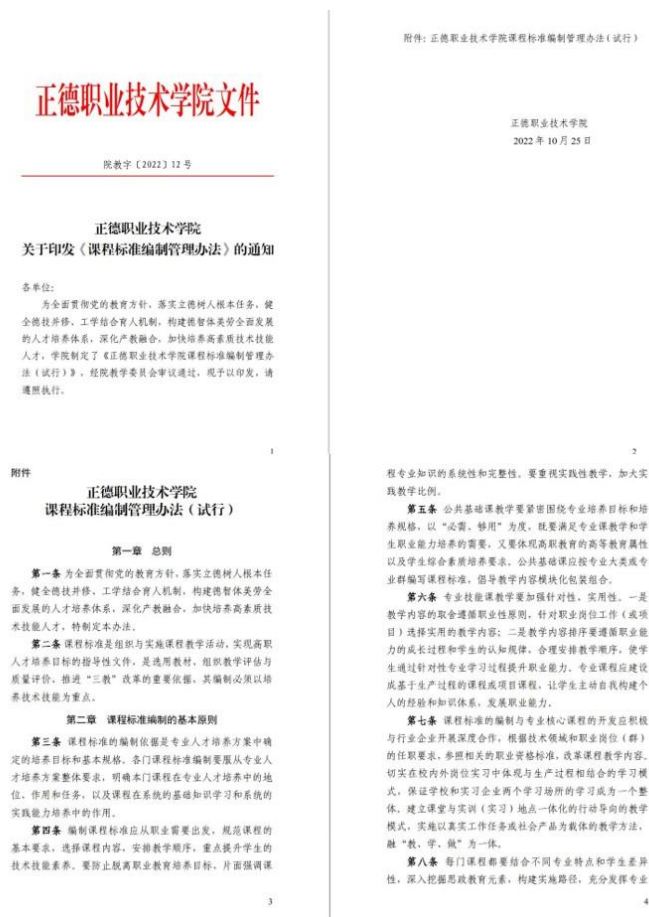 正德职业技术学院文件
院教字〔2022〕12 号
正德职业技术学院
关于印发《课程标准编制管理办法》的通知
各单位：
为全面贯彻党的教育方针、落实立德树人根本任务，健
全德技并修、工学结合育人机制，构建德智体美劳全面发展
的人才培养体系，深化产教融合，加快培养高素质技术技能
人才，学院制定了《正德职业技术学院课程标准编制管理办
法（试行）》，经院教学委员会审议通过，现予以印发，请
遵照执行。
1
附件：正德职业技术学院课程标准编制管理办法（试行）
正德职业技术学院
2022 年 10 月 25 日
2
附件
正德职业技术学院
课程标准编制管理办法（试行）
第一章 总则
第一条 为全面贯彻党的教育方针，落实立德树人根本任
务，健全德技并修、工学结合育人机制，构建德智体美劳全
面发展的人才培养体系，深化产教融合，加快培养高素质技
术技能人才，特制定本办法。
第二条 课程标准是组织与实施课程教学活动，实现高职
人才培养目标的指导性文件，是选用教材、组织教学评估与
质量评价、推进“三教”改革的重要依据，其编制必须以培
养技术技能为重点。
第二章 课程标准编制的基本原则
第三条 课程标准的编制依据是专业人才培养方案中确
定的培养目标和基本规格。各门课程标准编制要服从专业人
才培养方案整体要求，明确本门课程在专业人才培养中的地
位、作用和任务，以及课程在系统的基础知识学习和系统的
实践能力培养中的作用。
第四条 编制课程标准应从职业需要出发，规范课程的
基本要求，选择课程内容、安排教学顺序，重点提升学生的
技术技能素养。要防止脱离职业教育培养目标、片面强调课
3
程专业知识的系统性和完整性。要重视实践性教学，加大实
践教学比例。
第五条 公共基础课教学要紧密围绕专业培养目标和培
养规格，以“必需、够用”为度，既要满足专业课教学和学
生职业能力培养的需要，又要体现高职教育的高等教育属性
以及学生综合素质培养要求。公共基础课应按专业大类或专
业群编写课程标准，倡导教学内容模块化包装组合。
第六条 专业技能课教学要加强针对性、实用性。一是
教学内容的取舍遵循职业性原则，针对职业岗位工作（或项
目）选择实用的教学内容；二是教学内容排序要遵循职业能
力的成长过程和学生的认知规律，合理安排教学顺序，使学
生通过针对性专业学习过程提升职业能力。专业课程应建设
成基于生产过程的课程或项目课程，让学生主动自我构建个
人的经验和知识体系，发展职业能力。
第七条 课程标准的编制与专业核心课程的开发应积极
与行业企业开展深度合作，根据技术领域和职业岗位（群）
的任职要求，参照相关的职业资格标准，改革课程教学内容。
切实在校内外岗位实习中体现与生产过程相结合的学习模
式，保证学校和实习企业两个学习场所的学习成为一个整
体。建立课堂与实训（实习）地点一体化的行动导向的教学
模式，实施以真实工作任务或社会产品为载体的教学方法，
融“教、学、做”为一体。
第八条 每门课程都要结合不同专业特点和学生差异
性，深入挖掘思政教育元素，构建实施路径，充分发挥专业
4